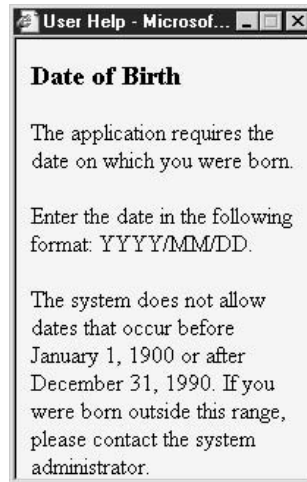 User Help - Microsof...
Date of Birth
The application requires the
date on which you were born.
Enter the date in the following
format: YYYY/MM/DD.
The system does not allow
dates that occur before
January 1, 1900 or after
December 31, 1990. If you
were born outside this range,
please contact the system
administrator.